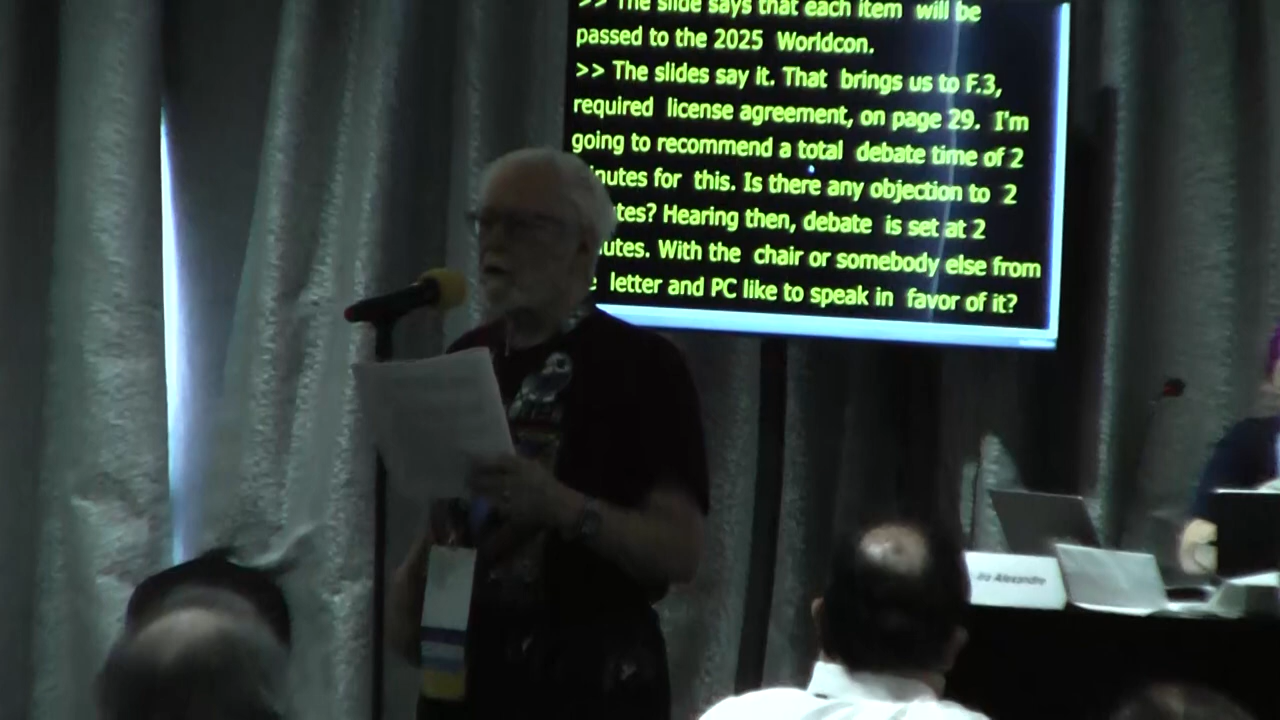 >> The slide says that each item will be
passed to the 2025 Worldcon.
>> The slides say it. That brings us to F.3,
required license agreement, on page 29. I'm
going to recommend a total debate time of 2
inutes for this. Is there any objection to 2
tes? Hearing then, debate is set at 2
utes. With the chair or somebody else from
letter and PC like to speak in favor of it?
Alexandre